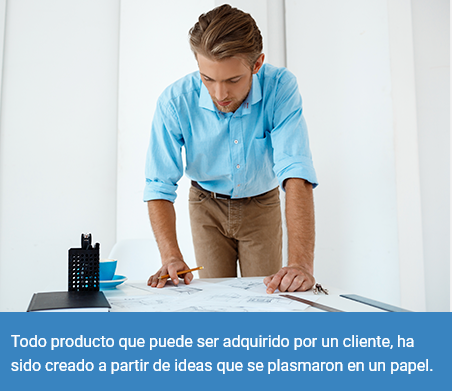 Todo producto que puede ser adquirido por un cliente, ha
sido creado a partir de ideas que se plasmaron en un papel.